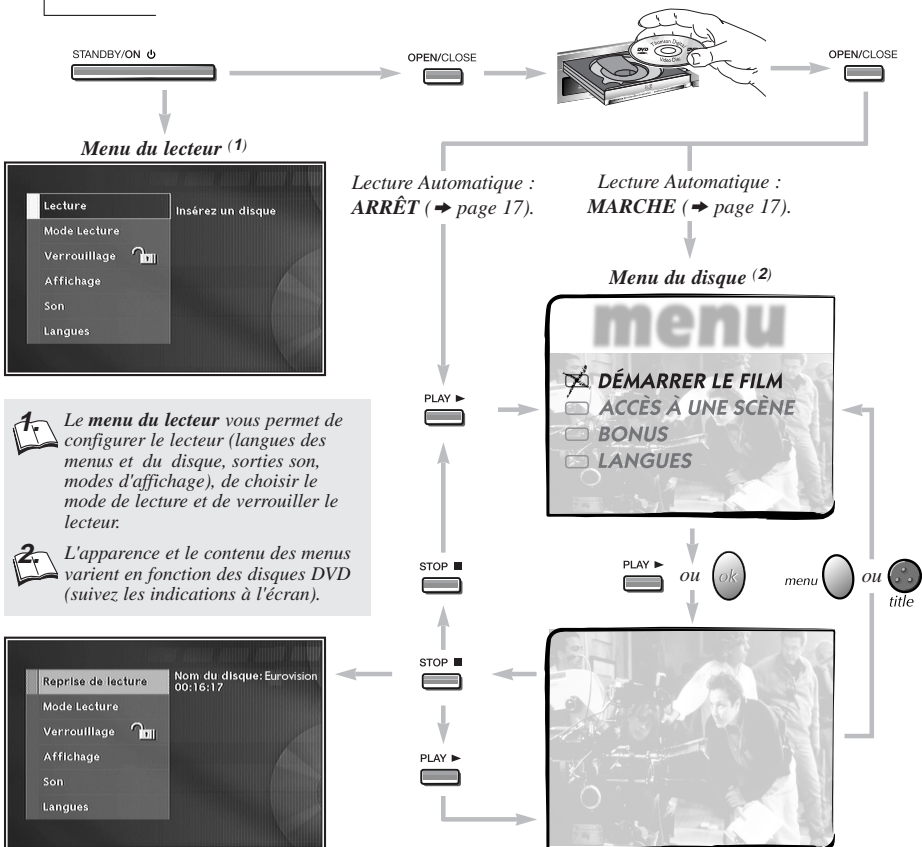 STANDBY/ON
OPEN/CLOSE
Thomson Digital
Video Disc
OPEN/CLOSE
Menu du lecteur (1)
Lecture
Insérez un disque
Mode Lecture
Verrouillage
Affichage
Son
Langues
Lecture Automatique :
ARRÊT (➜ page 17).
Lecture Automatique :
MARCHE (➜ page 17).
Menu du disque (2)
menu
DÉMARRER LE FILM
ACCÈS À UNE SCÈNE
BONUS
LANGUES
PLAY ►
1.
Le menu du lecteur vous permet de
configurer le lecteur (langues des
menus et du disque, sorties son,
modes d'affichage), de choisir le
mode de lecture et de verrouiller le
lecteur.
2.
L'apparence et le contenu des menus
varient en fonction des disques DVD
(suivez les indications à l'écran).
STOP ■
PLAY ►
ou
ok
menu
ou
title
STOP ■
Reprise de lecture
Nom du disque: Eurovision
00:16:17
Mode Lecture
Verrouillage
Affichage
Son
Langues
PLAY ►